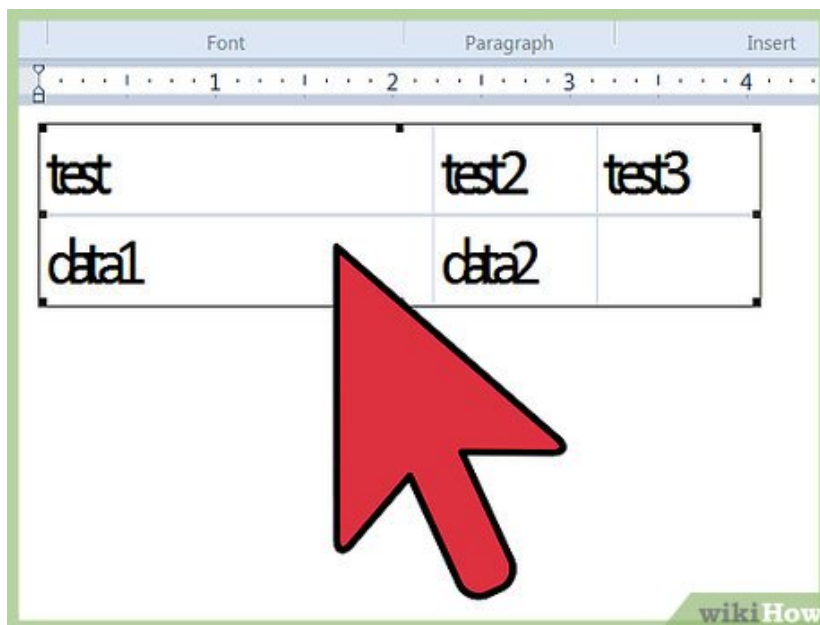 Font Paragraph Insert
1 2 3 4
test test2 test3
data1 data2
wikiHow